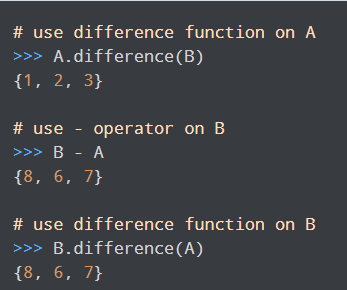 # use difference function on A
>>> A.difference(B)
{1, 2, 3}
# use - operator on B
>>> B - A
{8, 6, 7}
# use difference function on B
>>> B.difference(A)
{8, 6, 7}